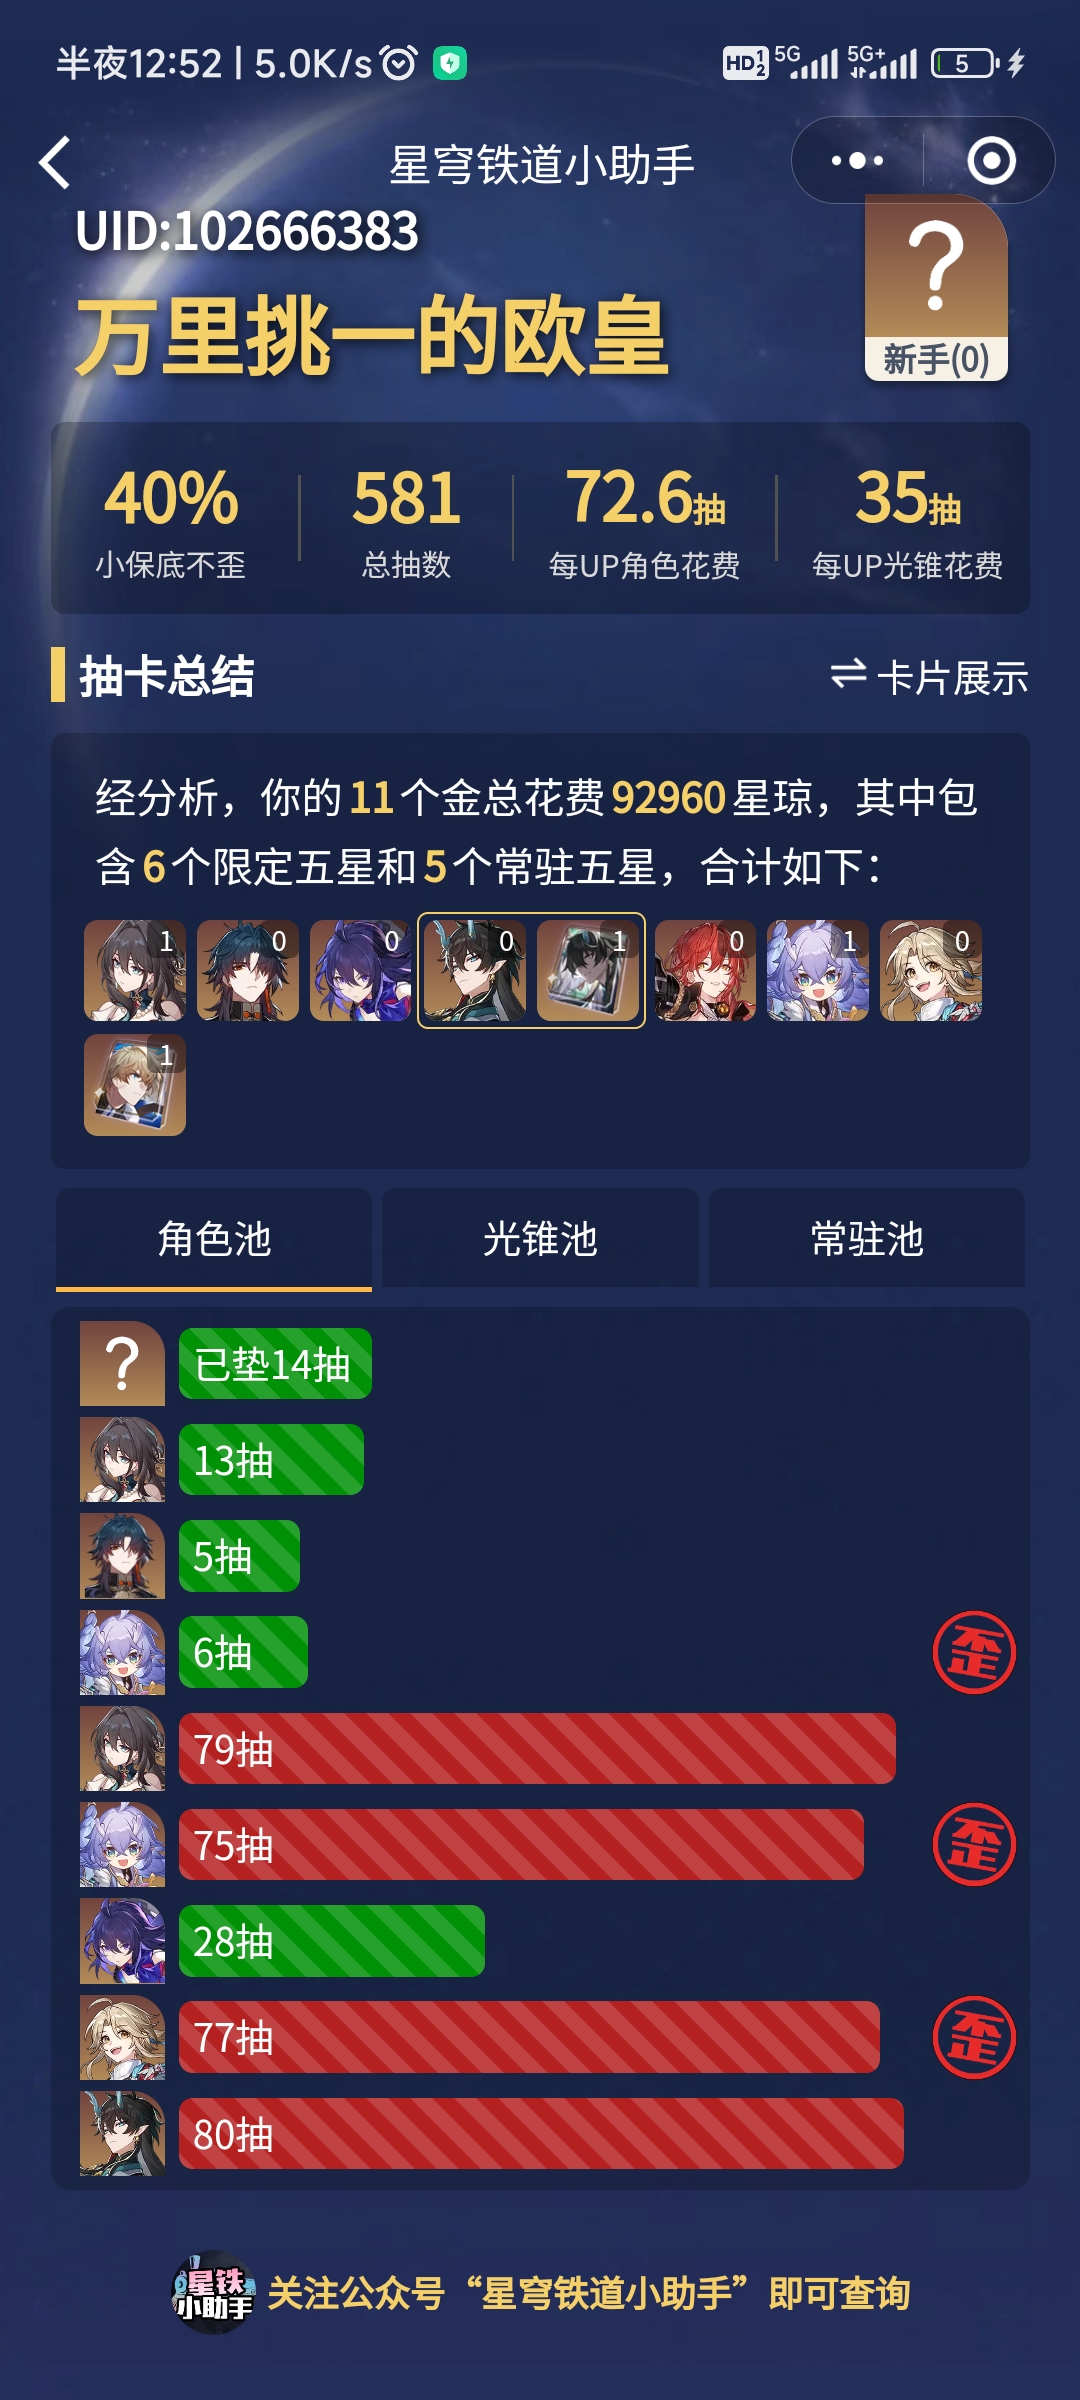 半夜12:52 | 5.0K/s
HD 1 2 5G 5G+ 5
星穹铁道小助手
UID:102666383
万里挑一的欧皇
?
新手(0)
40% 581 72.6抽 35抽
小保底不歪 总抽数 每UP角色花费 每UP光锥花费
抽卡总结
⇌卡片展示
经分析，你的11个金总花费92960星琼，其中包
含6个限定五星和5个常驻五星，合计如下：
1 0 0 0 1 0 1 0
1
角色池 光锥池 常驻池
? 已垫14抽
13抽
5抽
6抽 歪
79抽
75抽 歪
28抽
77抽 歪
80抽
星铁
小助手
关注公众号“星穹铁道小助手”即可查询